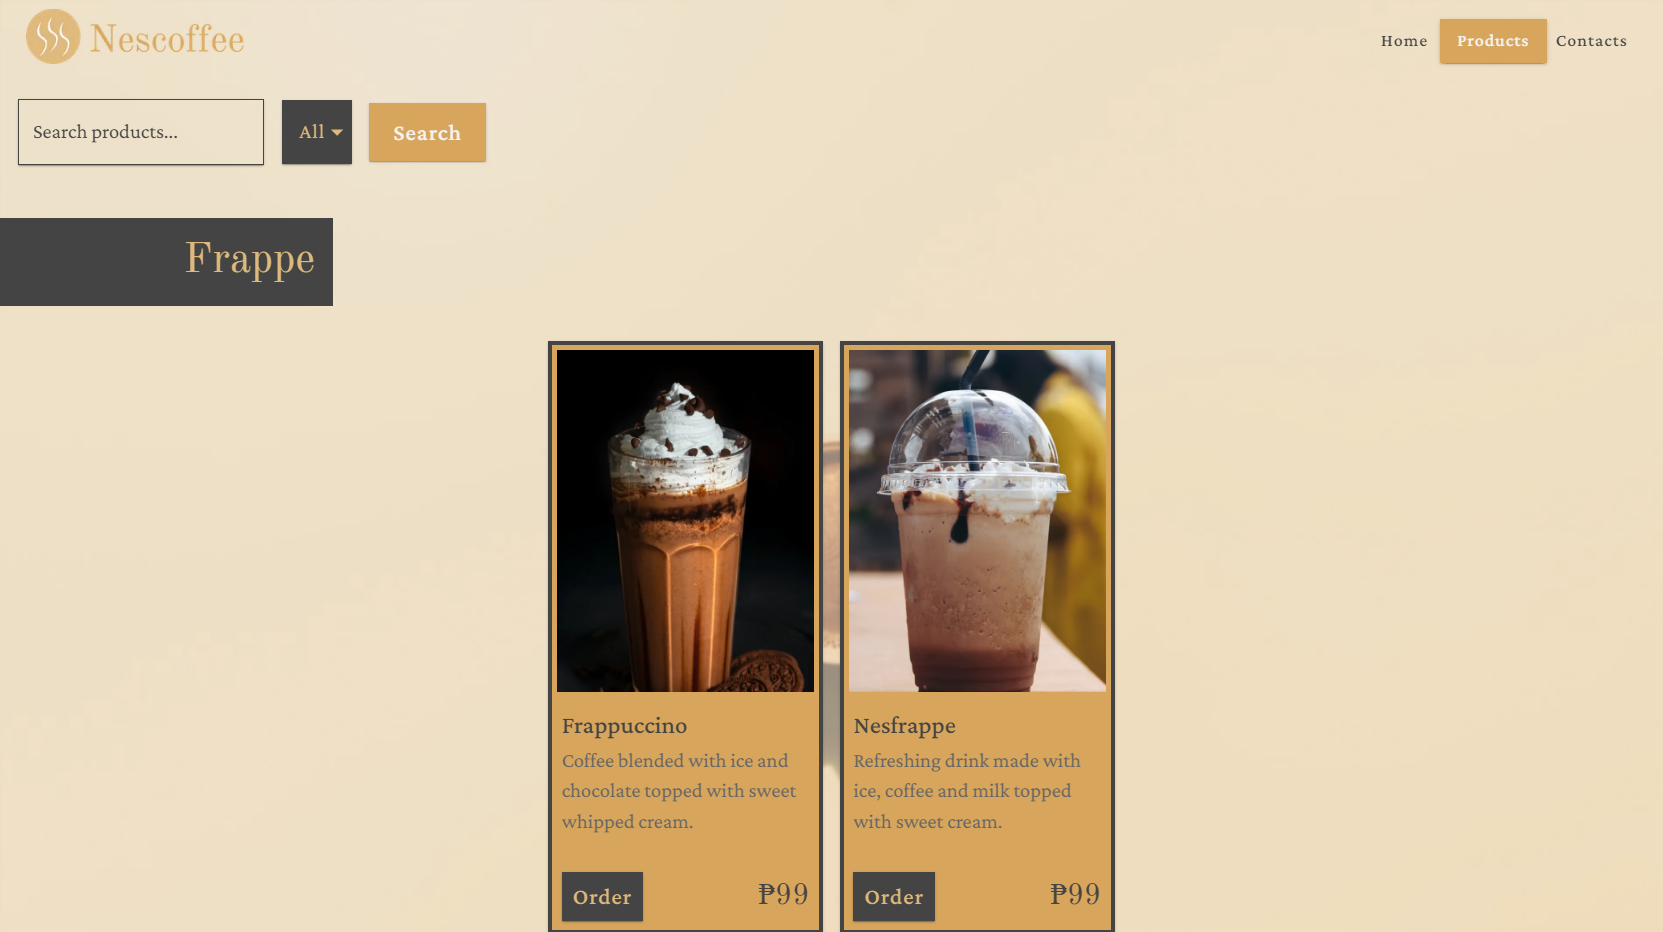 Nescoffee
Home Products Contacts
Search products...
All
Search
Frappe
Frappuccino
Coffee blended with ice and
chocolate topped with sweet
whipped cream.
Order ₱99
Nesfrappe
Refreshing drink made with
ice, coffee and milk topped
with sweet cream.
Order ₱99